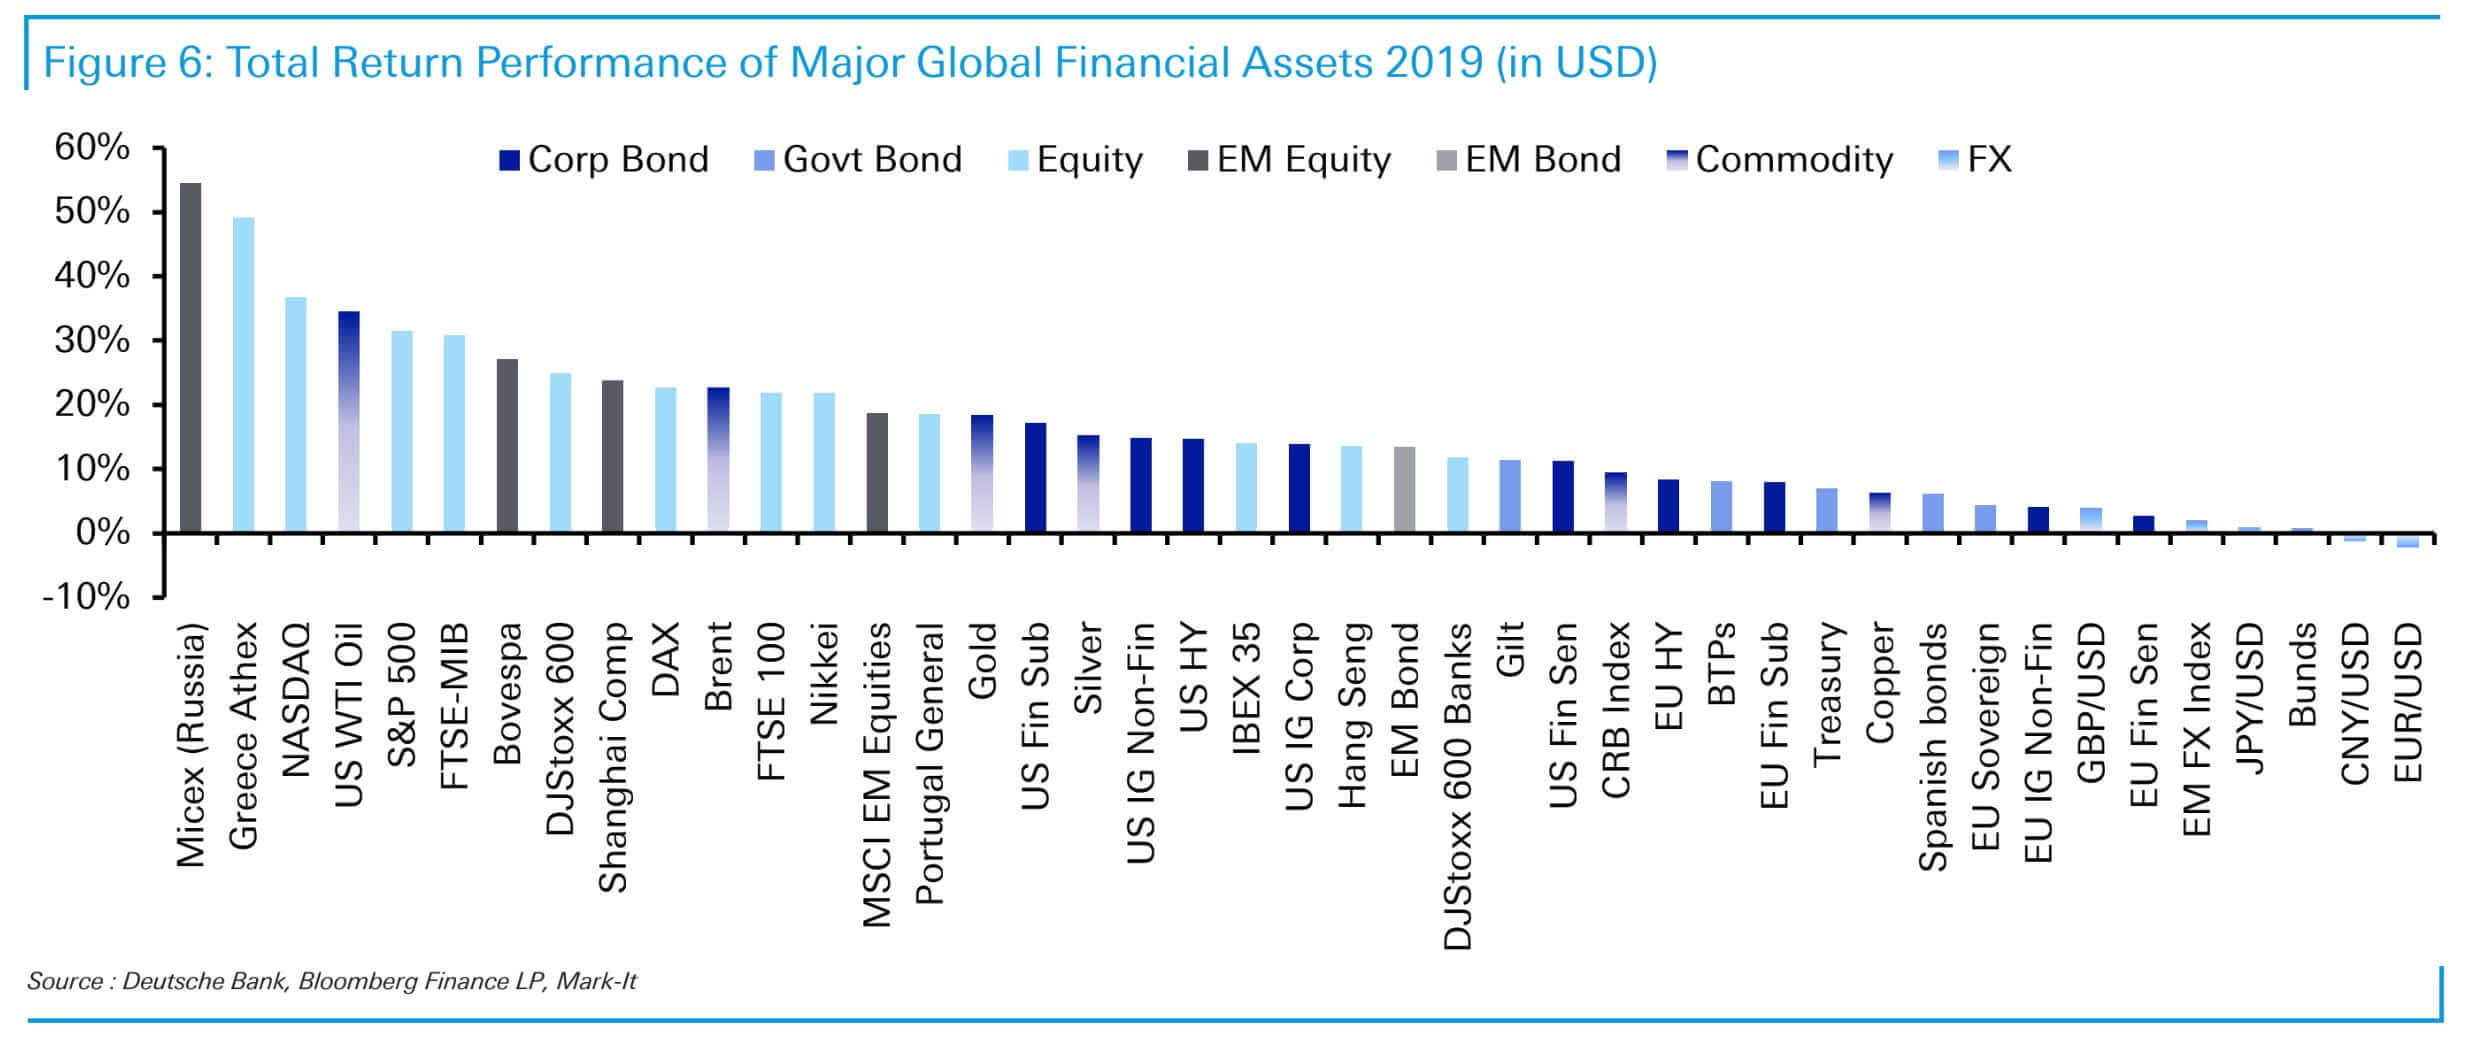 Figure 6: Total Return Performance of Major Global Financial Assets 2019 (in USD)
60%
50%
40%
30%
20%
10%
0%
-10%
Corp Bond
Govt Bond
Equity
EM Equity
EM Bond
Commodity
FX
Micex (Russia)
Greece Athex
NASDAQ
US WTI Oil
S&P 500
FTSE-MIB
Bovespa
DJStoxx 600
Shanghai Comp
DAX
Brent
FTSE 100
Nikkei
MSCI EM Equities
Portugal General
Gold
US Fin Sub
Silver
US IG Non-Fin
US HY
IBEX 35
US IG Corp
Hang Seng
EM Bond
DJStoxx 600 Banks
Gilt
US Fin Sen
CRB Index
EU HY
BTPs
EU Fin Sub
Treasury
Copper
Spanish bonds
EU Sovereign
EU IG Non-Fin
GBP/USD
EU Fin Sen
EM FX Index
JPY/USD
Bunds
CNY/USD
EUR/USD
Source : Deutsche Bank, Bloomberg Finance LP, Mark-It